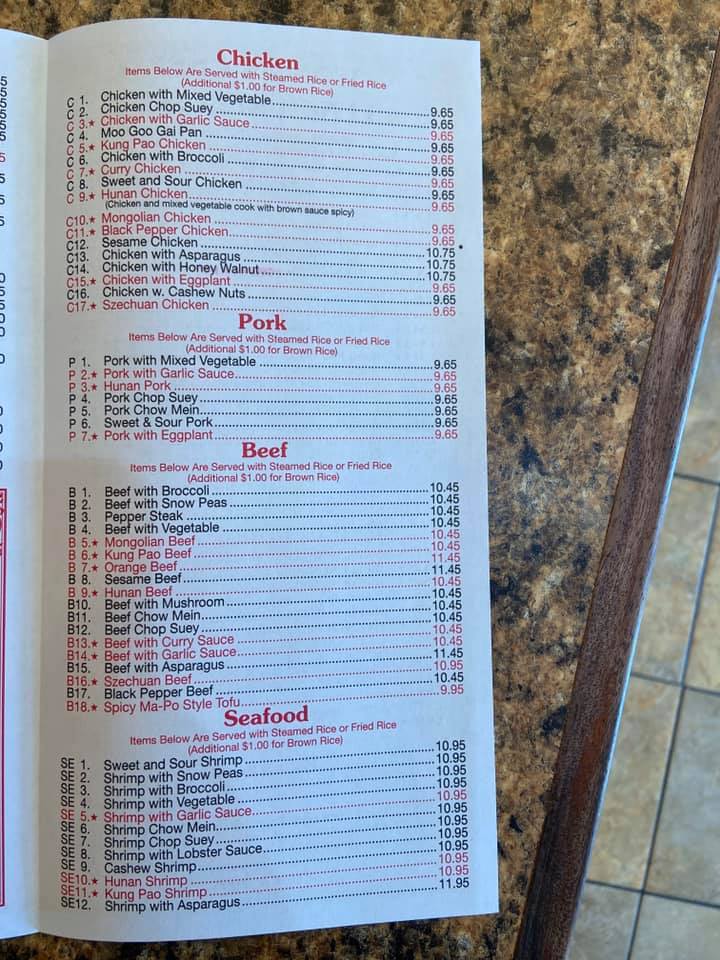 Chicken
Items Below Are Served with Steamed Rice or Fried Rice
(Additional $1.00 for Brown Rice)
C 1. Chicken with Mixed Vegetable 9.65
C 2. Chicken Chop Suey 9.65
C 3.★ Chicken with Garlic Sauce 9.65
C 4. Moo Goo Gai Pan 9.65
C 5.★ Kung Pao Chicken 9.65
C 6. Chicken with Broccoli 9.65
C 7.★ Curry Chicken 9.65
C 8. Sweet and Sour Chicken 9.65
C 9.★ Hunan Chicken 9.65
(Chicken and mixed vegetable cook with brown sauce spicy)
C10.★ Mongolian Chicken 9.65
C11.★ Black Pepper Chicken 9.65
C12. Sesame Chicken 10.75
C13. Chicken with Asparagus 10.75
C14. Chicken with Honey Walnut 10.75
C15.★ Chicken with Eggplant 9.65
C16. Chicken w. Cashew Nuts 9.65
C17.★ Szechuan Chicken 9.65
Pork
Items Below Are Served with Steamed Rice or Fried Rice
(Additional $1.00 for Brown Rice)
P 1. Pork with Mixed Vegetable 9.65
P 2.★ Pork with Garlic Sauce 9.65
P 3.★ Hunan Pork 9.65
P 4. Pork Chop Suey 9.65
P 5. Pork Chow Mein 9.65
P 6. Sweet & Sour Pork 9.65
P 7.★ Pork with Eggplant 9.65
Beef
Items Below Are Served with Steamed Rice or Fried Rice
(Additional $1.00 for Brown Rice)
B 1. Beef with Broccoli 10.45
B 2. Beef with Snow Peas 10.45
B 3. Pepper Steak 10.45
B 4. Beef with Vegetable 10.45
B 5.★ Mongolian Beef 10.45
B 6.★ Kung Pao Beef 10.45
B 7.★ Orange Beef 11.45
B 8. Sesame Beef 11.45
B 9.★ Hunan Beef 10.45
B10. Beef with Mushroom 10.45
B11. Beef Chow Mein 10.45
B12. Beef Chop Suey 10.45
B13.★ Beef with Curry Sauce 10.45
B14.★ Beef with Garlic Sauce 10.45
B15. Beef with Asparagus 11.45
B16.★ Szechuan Beef 10.95
B17. Black Pepper Beef 10.45
B18.★ Spicy Ma-Po Style Tofu 9.95
Seafood
Items Below Are Served with Steamed Rice or Fried Rice
(Additional $1.00 for Brown Rice)
SE 1. Sweet and Sour Shrimp 10.95
SE 2. Shrimp with Snow Peas 10.95
SE 3. Shrimp with Broccoli 10.95
SE 4. Shrimp with Vegetable 10.95
SE 5.★ Shrimp with Garlic Sauce 10.95
SE 6. Shrimp Chow Mein 10.95
SE 7. Shrimp Chop Suey 10.95
SE 8. Shrimp with Lobster Sauce 10.95
SE 9. Cashew Shrimp 10.95
SE10.★ Hunan Shrimp 10.95
SE11.★ Kung Pao Shrimp 10.95
SE12. Shrimp with Asparagus 11.95